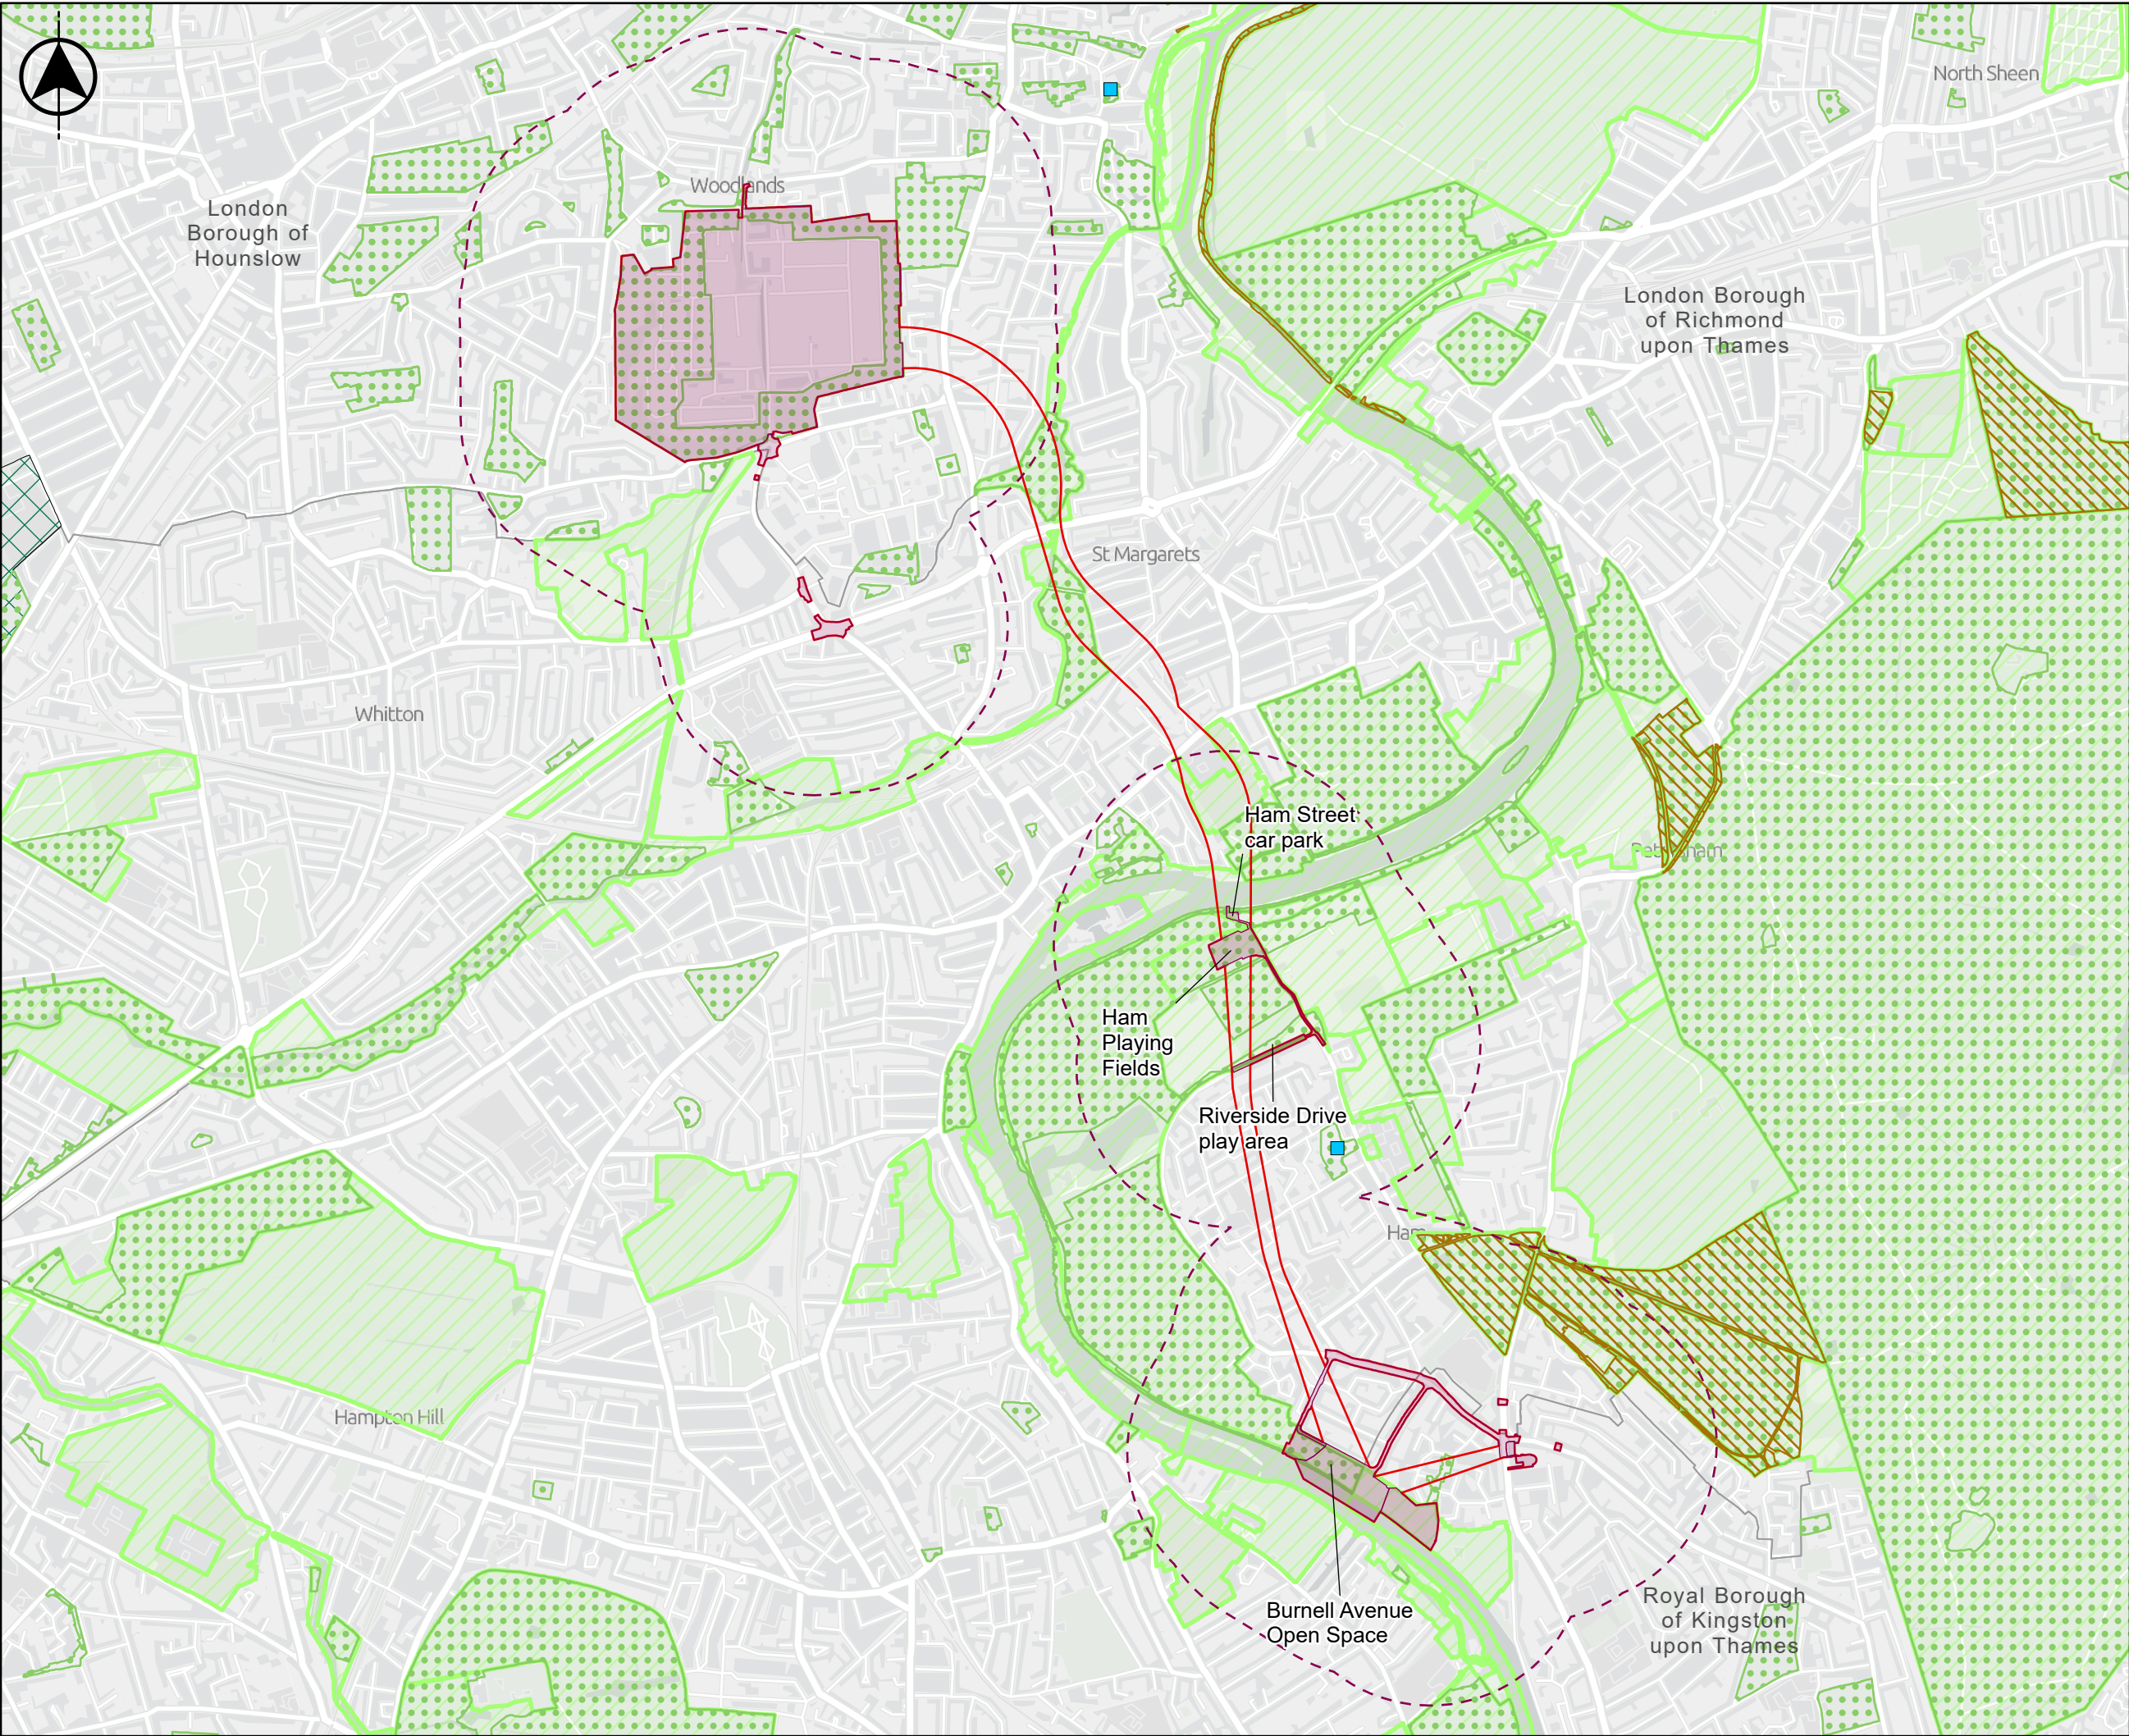 North Sheen
Woodlands
London
Borough of
Hounslow
London Borough
of Richmond
upon Thames
St Margarets
Whitton
Ham Street
car park
Petersham
Ham
Playing
Fields
Riverside Drive
play area
Ham
Hampton Hill
Burnell Avenue
Open Space
Royal Borough
of Kingston
upon Thames